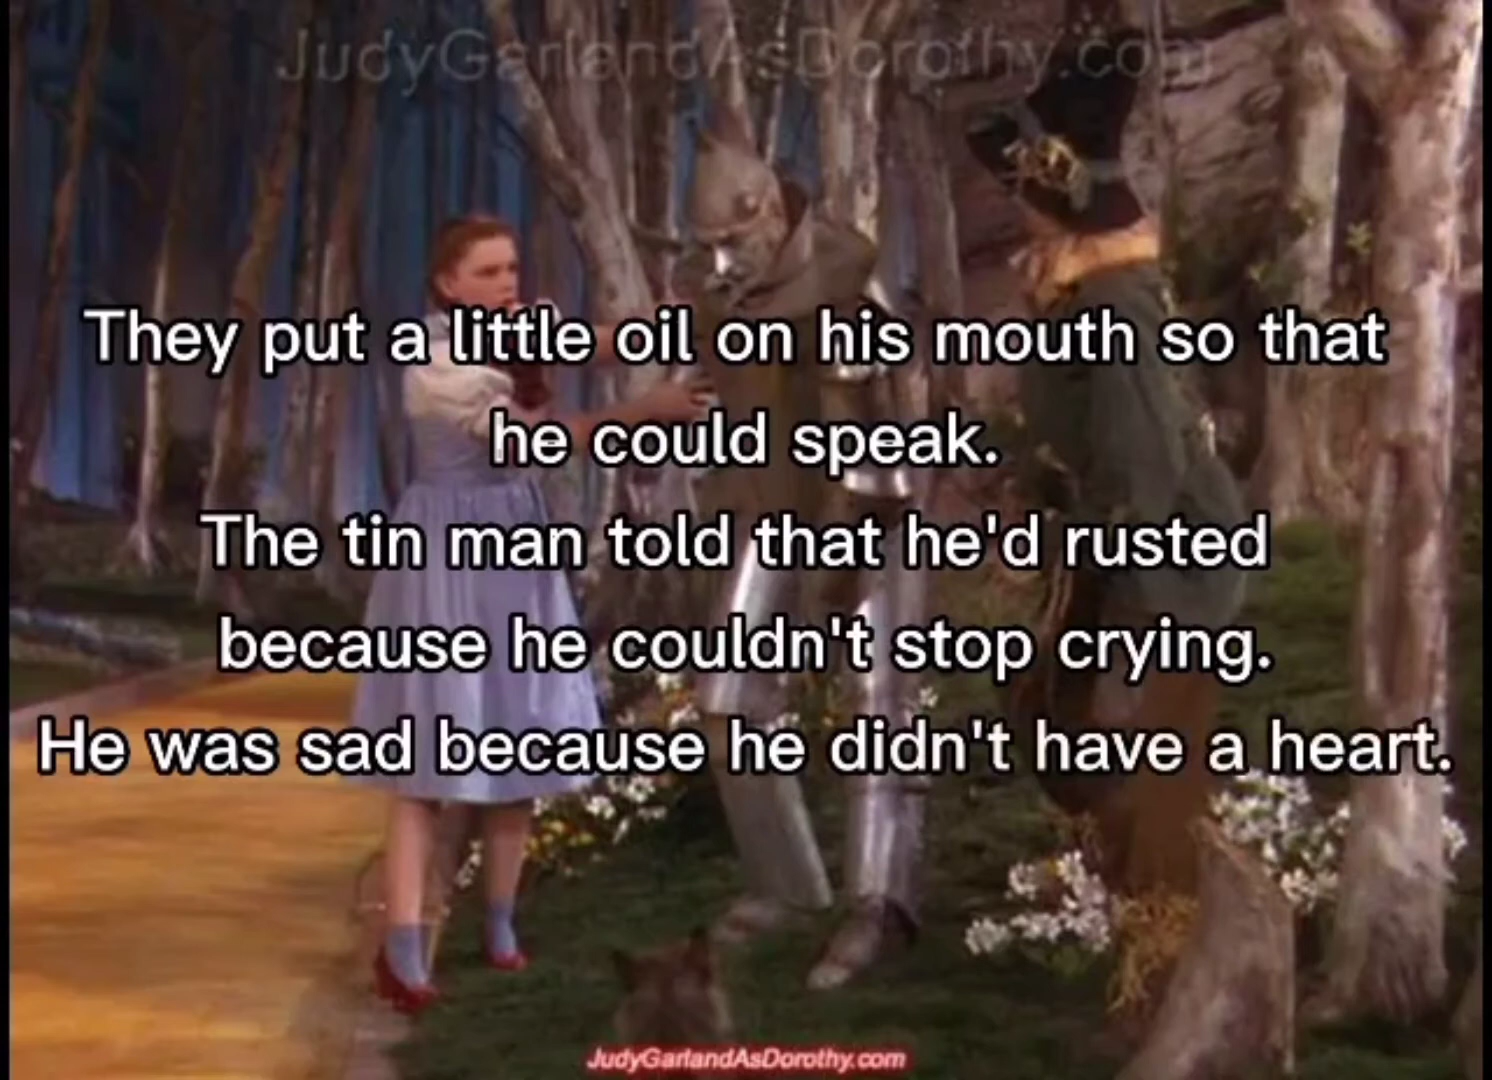 JudyGarlandAsDorothy.com
They put a little oil on his mouth so that
he could speak.
The tin man told that he'd rusted
because he couldn't stop crying.
He was sad because he didn't have a heart.
JudyGarlandAsDorothy.com